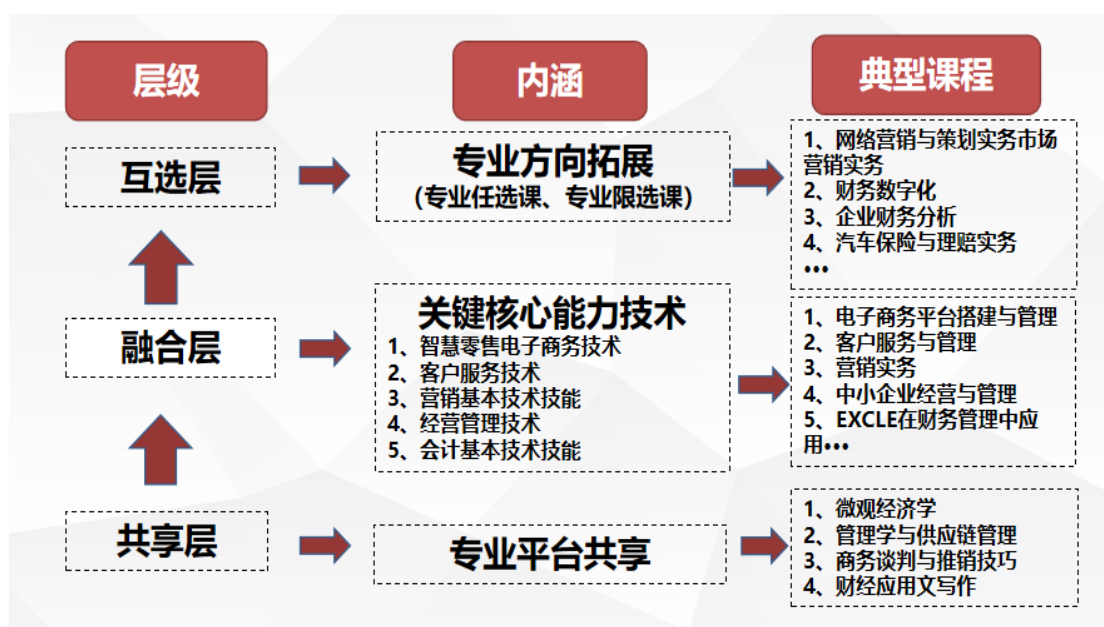 层级
内涵
典型课程
互选层
专业方向拓展
（专业任选课、专业限选课）
1、网络营销与策划实务市场
营销实务
2、财务数字化
3、企业财务分析
4、汽车保险与理赔实务
•••
融合层
关键核心能力技术
1、智慧零售电子商务技术
2、客户服务技术
3、营销基本技术技能
4、经营管理技术
5、会计基本技术技能
1、电子商务平台搭建与管理
2、客户服务与管理
3、营销实务
4、中小企业经营与管理
5、EXCLE在财务管理中应
用•••
共享层
专业平台共享
1、微观经济学
2、管理学与供应链管理
3、商务谈判与推销技巧
4、财经应用文写作